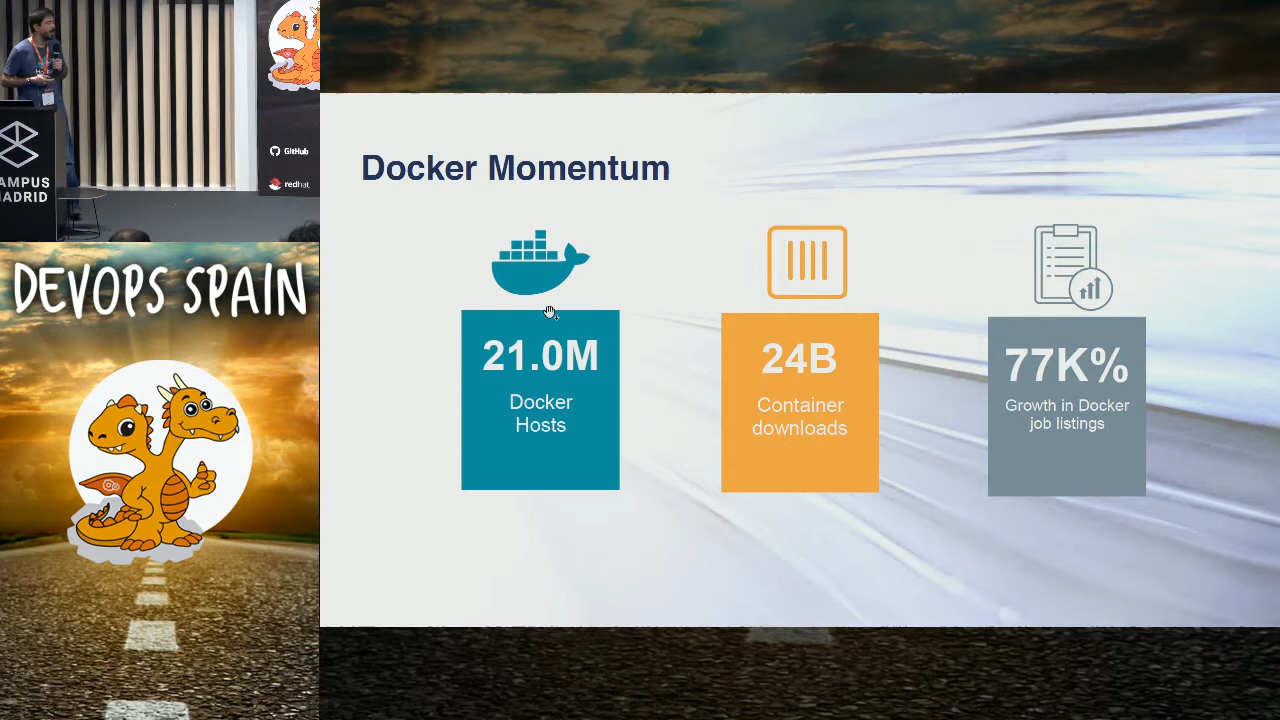 GitHub
redhat
AMPUS
MADRID
DEVOPS SPAIN
Docker Momentum
21.0M
Docker
Hosts
24B
Container
downloads
77K%
Growth in Docker
job listings